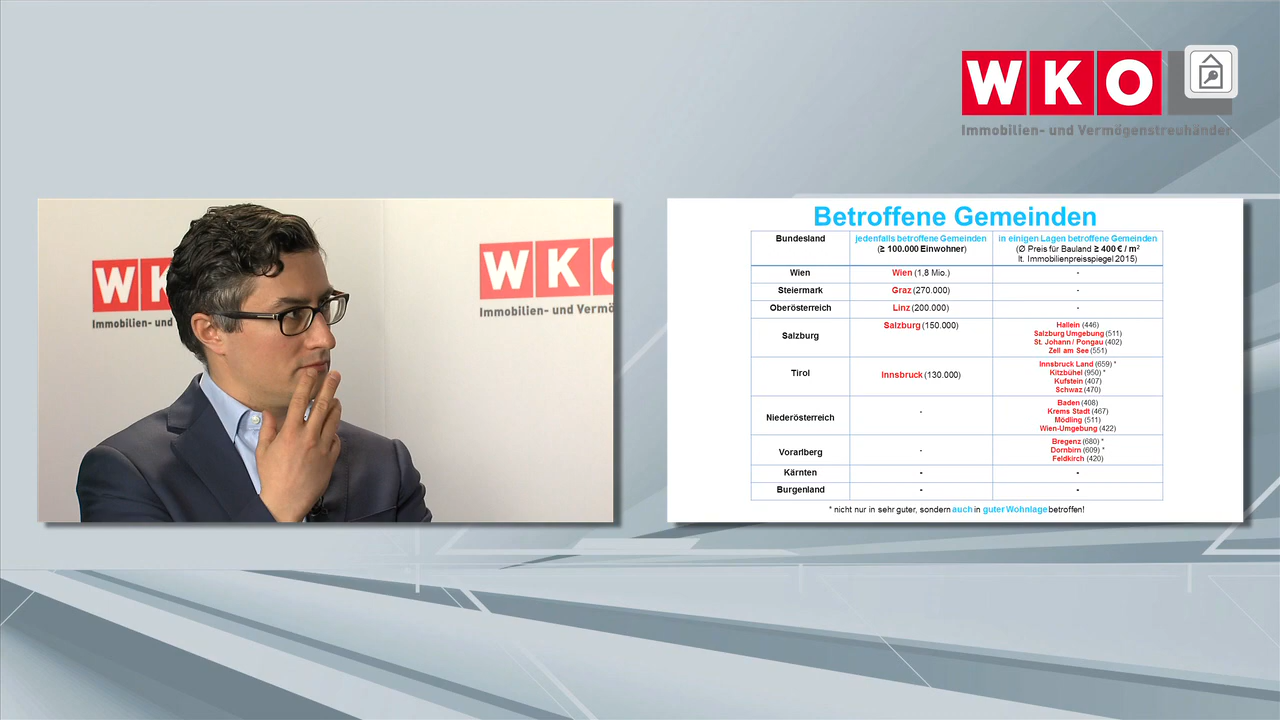 WKO
Immobilien- und Vermögenstreuhänder
WK
Immobilien- und
WKO
Immobilien- und Vermö
Betroffene Gemeinden
Bundesland
jedenfalls betroffene Gemeinden
(≥ 100.000 Einwohner)
in einigen Lagen betroffene Gemeinden
(∅ Preis für Bauland ≥ 400 € / m²
lt. Immobilienpreisspiegel 2015)
Wien
Wien (1,8 Mio.)
-
Steiermark
Graz (270.000)
-
Oberösterreich
Linz (200.000)
-
Salzburg
Salzburg (150.000)
Hallein (446)
Salzburg Umgebung (511)
St. Johann / Pongau (402)
Zell am See (551)
Tirol
Innsbruck (130.000)
Innsbruck Land (659) *
Kitzbühel (950) *
Kufstein (407)
Schwaz (470)
Niederösterreich
-
Baden (408)
Krems Stadt (467)
Mödling (511)
Wien-Umgebung (422)
Vorarlberg
-
Bregenz (680) *
Dornbirn (609) *
Feldkirch (420)
Kärnten
-
-
Burgenland
-
-
* nicht nur in sehr guter, sondern auch in guter Wohnlage betroffen!